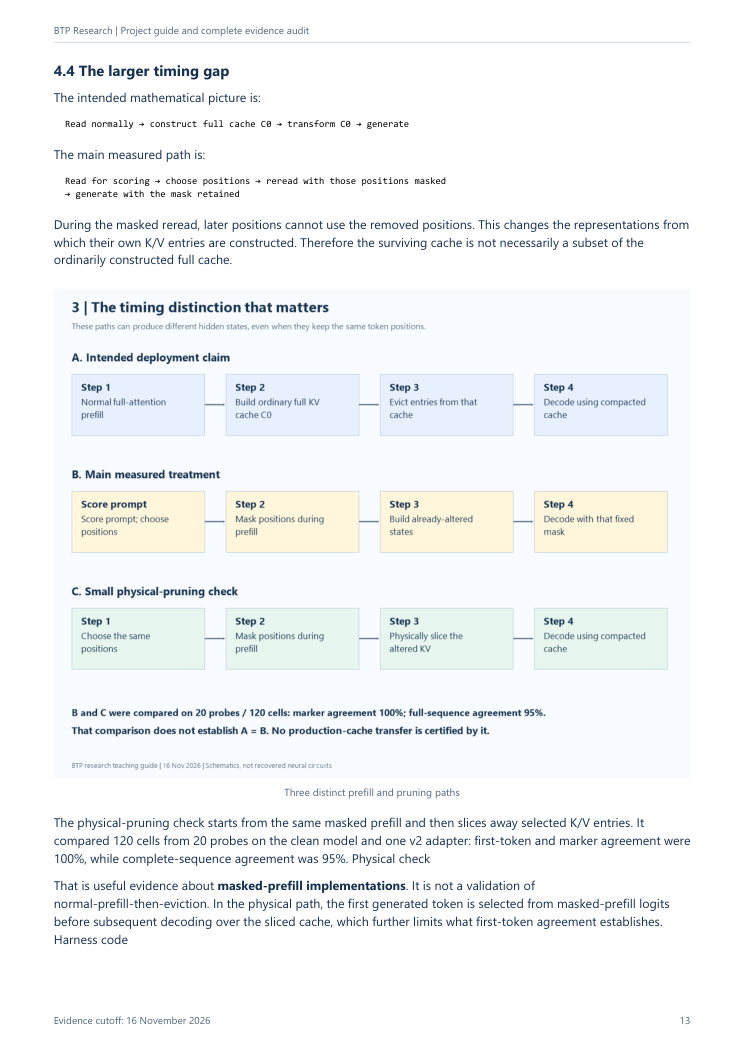 BTP Research | Project guide and complete evidence audit
4.4 The larger timing gap
The intended mathematical picture is:
Read normally → construct full cache C0 → transform C0 → generate
The main measured path is:
Read for scoring → choose positions → reread with those positions masked
→ generate with the mask retained
During the masked reread, later positions cannot use the removed positions. This changes the representations from
which their own K/V entries are constructed. Therefore the surviving cache is not necessarily a subset of the
ordinarily constructed full cache.
3 | The timing distinction that matters
These paths can produce different hidden states, even when they keep the same token positions.
A. Intended deployment claim
Step 1
Normal full-attention
prefill
Step 2
Build ordinary full KV
cache C0
Step 3
Evict entries from that
cache
Step 4
Decode using compacted
cache
B. Main measured treatment
Score prompt
Score prompt; choose
positions
Step 2
Mask positions during
prefill
Step 3
Build already-altered
states
Step 4
Decode with that fixed
mask
C. Small physical-pruning check
Step 1
Choose the same
positions
Step 2
Mask positions during
prefill
Step 3
Physically slice the
altered KV
Step 4
Decode using compacted
cache
B and C were compared on 20 probes / 120 cells: marker agreement 100%; full-sequence agreement 95%.
That comparison does not establish A = B. No production-cache transfer is certified by it.
BTP research teaching guide | 16 Nov 2026 | Schematics, not recovered neural circuits
Three distinct prefill and pruning paths
The physical-pruning check starts from the same masked prefill and then slices away selected K/V entries. It
compared 120 cells from 20 probes on the clean model and one v2 adapter: first-token and marker agreement were
100%, while complete-sequence agreement was 95%. Physical check
That is useful evidence about masked-prefill implementations. It is not a validation of
normal-prefill-then-eviction. In the physical path, the first generated token is selected from masked-prefill logits
before subsequent decoding over the sliced cache, which further limits what first-token agreement establishes.
Harness code
Evidence cutoff: 16 November 2026
13